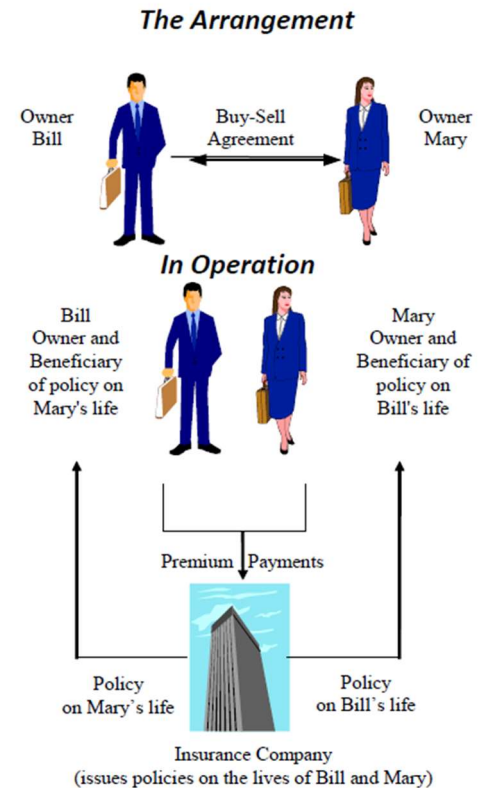 The Arrangement
Owner
Bill
Buy-Sell
Agreement
Owner
Mary
In Operation
Bill
Owner and
Beneficiary
of policy on
Mary's life
Mary
Owner and
Beneficiary of
policy on
Bill's life
Premium Payments
Policy
on Mary's life
Policy
on Bill's life
Insurance Company
(issues policies on the lives of Bill and Mary)